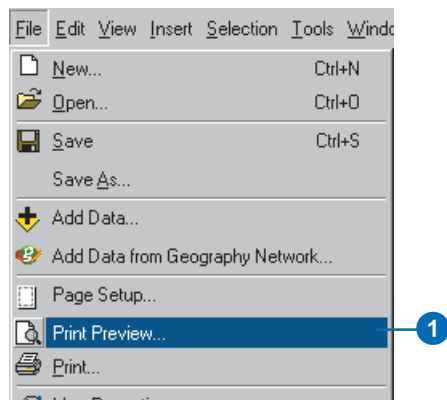 File Edit View Insert Selection Tools
New... Ctrl+N
Open... Ctrl+O
Save Ctrl+S
Save As...
Add Data...
Add Data from Geography Network...
Page Setup...
Print Preview... 1
Print...